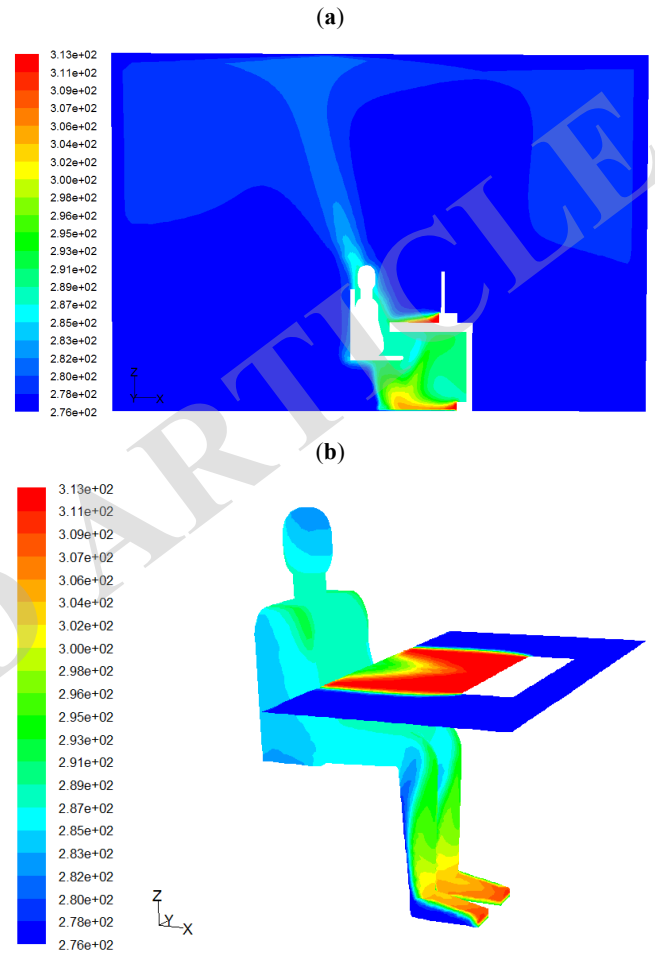 (a)
3.13e+02
3.11e+02
3.09e+02
3.07e+02
3.06e+02
3.04e+02
3.02e+02
3.00e+02
2.98e+02
2.96e+02
2.95e+02
2.93e+02
2.91e+02
2.89e+02
2.87e+02
2.85e+02
2.83e+02
2.82e+02
2.80e+02
2.78e+02
2.76e+02
Z
X
(b)
3.13e+02
3.11e+02
3.09e+02
3.07e+02
3.06e+02
3.04e+02
3.02e+02
3.00e+02
2.98e+02
2.96e+02
2.95e+02
2.93e+02
2.91e+02
2.89e+02
2.87e+02
2.85e+02
2.83e+02
2.82e+02
2.80e+02
2.78e+02
2.76e+02
Z
Y
X
D ARTICLE